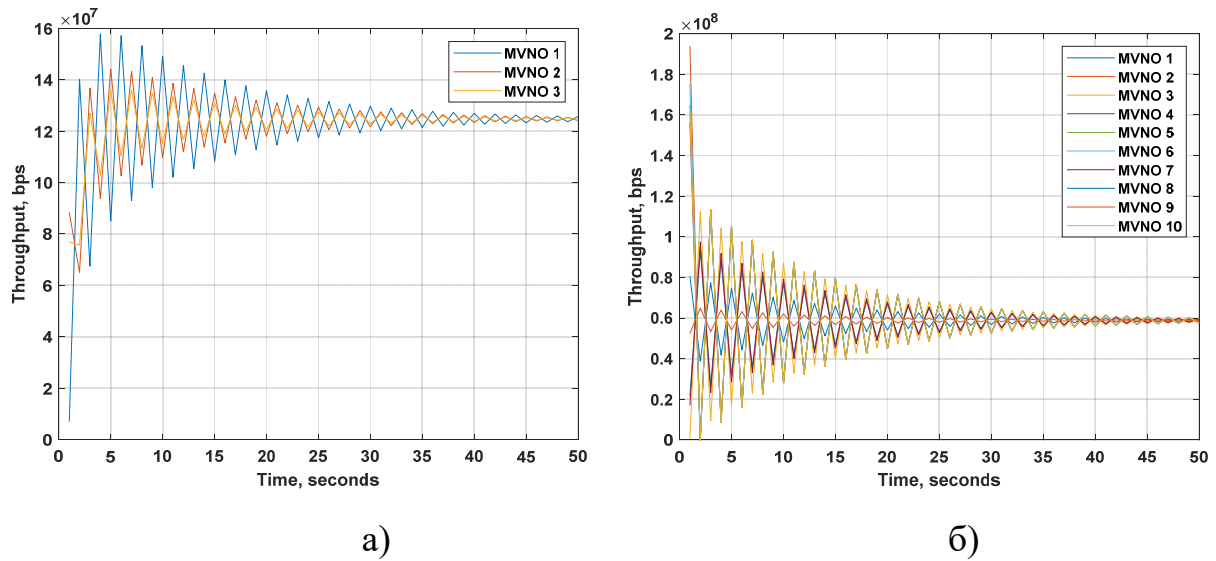 ×10⁷
16
14
12
10
8
6
4
2
0
Throughput, bps
0 5 10 15 20 25 30 35 40 45 50
Time, seconds
MVNO 1
MVNO 2
MVNO 3
а)
×10⁸
2
1.8
1.6
1.4
1.2
1
0.8
0.6
0.4
0.2
0
Throughput, bps
0 5 10 15 20 25 30 35 40 45 50
Time, seconds
MVNO 1
MVNO 2
MVNO 3
MVNO 4
MVNO 5
MVNO 6
MVNO 7
MVNO 8
MVNO 9
MVNO 10
б)